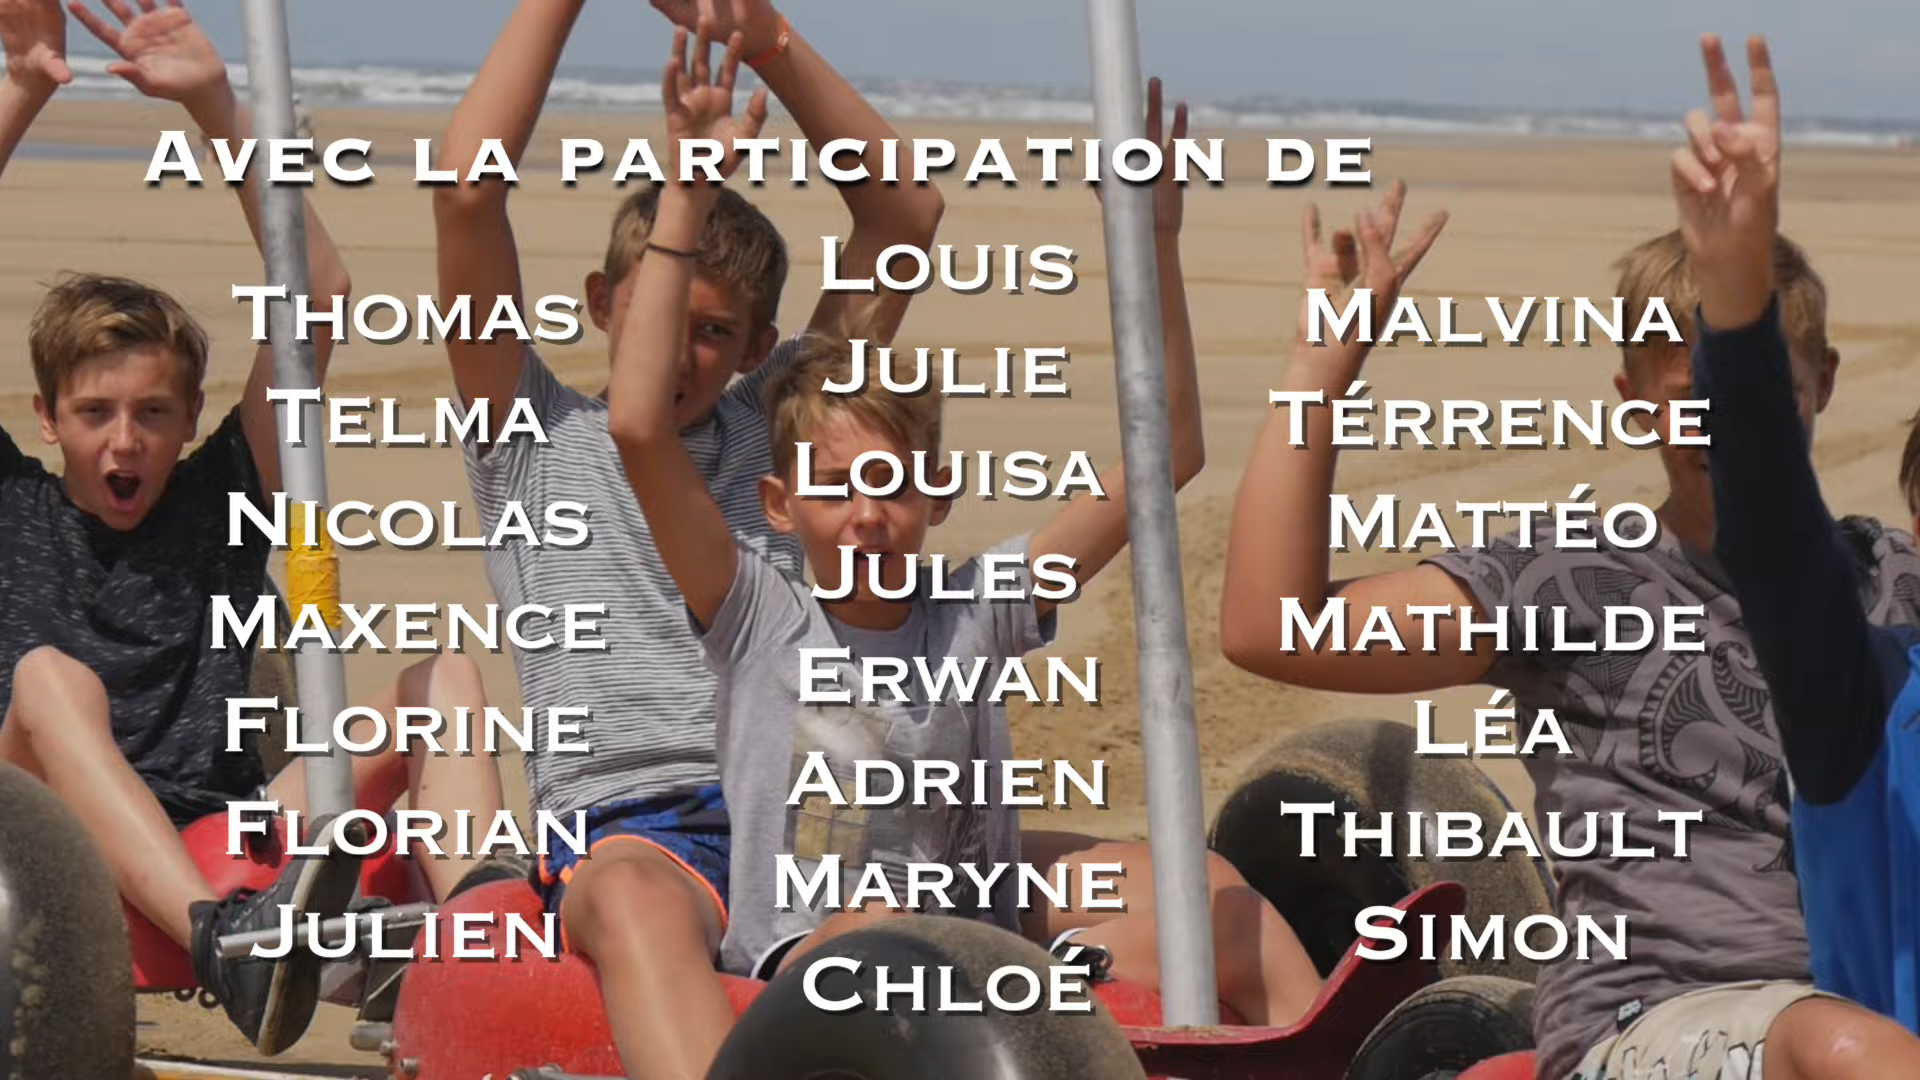 Avec la participation de
Thomas
Telma
Nicolas
Maxence
Florine
Florian
Julien
Louis
Julie
Louisa
Jules
Erwan
Adrien
Maryne
Chloé
Malvina
Térrence
Mattéo
Mathilde
Léa
Thibault
Simon